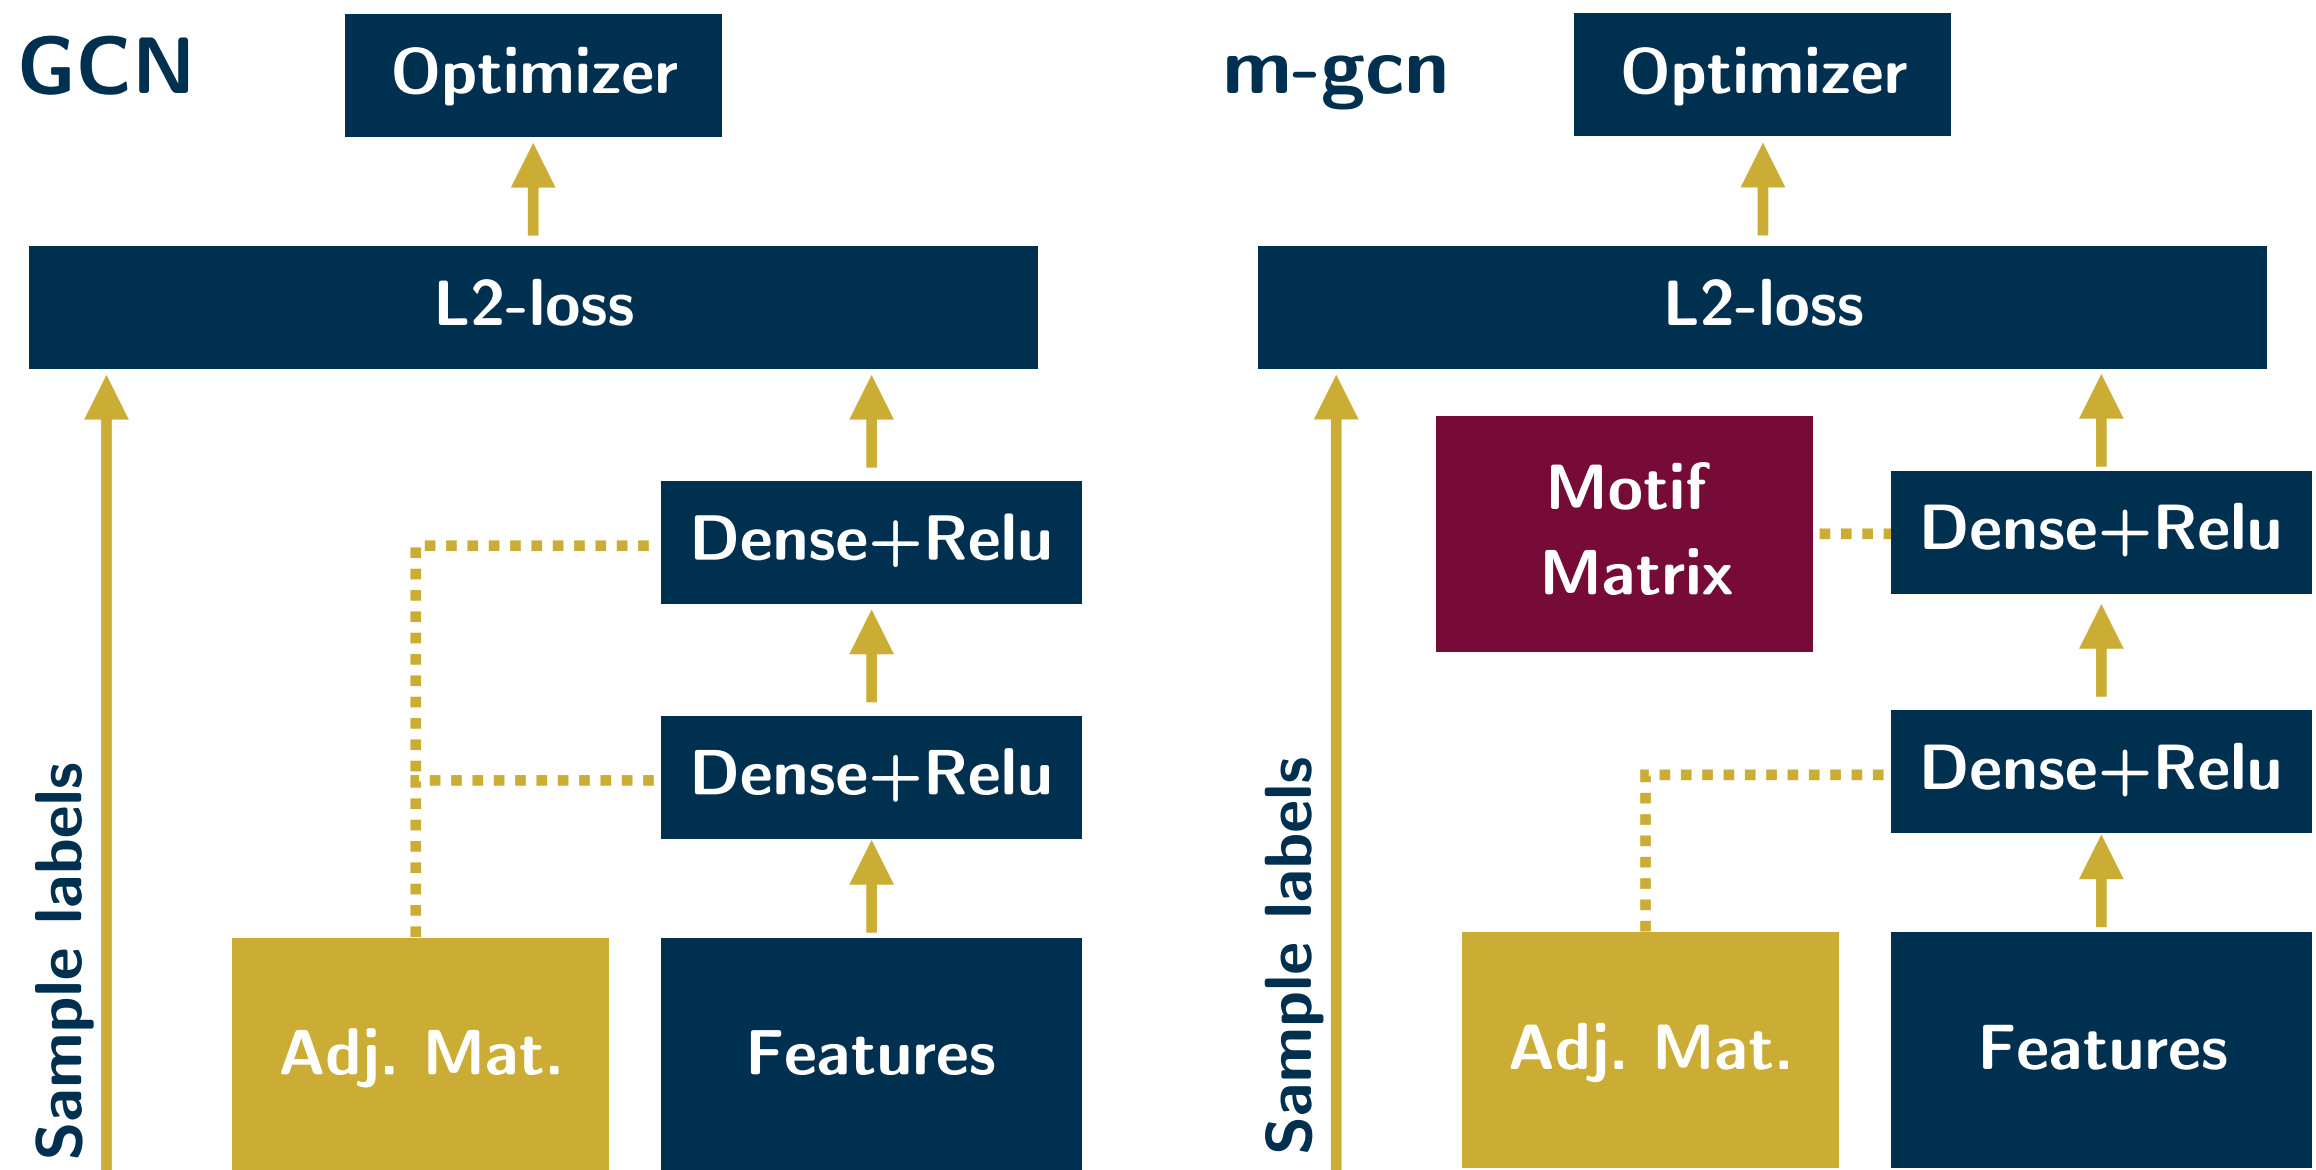 GCN
Optimizer
L2-loss
Dense+Relu
Dense+Relu
Sample labels
Adj. Mat.
Features
m-gcn
Optimizer
L2-loss
Motif
Matrix
Dense+Relu
Dense+Relu
Sample labels
Adj. Mat.
Features